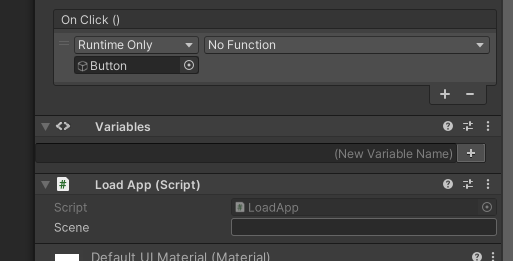 On Click ()
Runtime Only No Function
Button
+ −
Variables
(New Variable Name) +
# Load App (Script)
Script # LoadApp
Scene
Default UI Material (Material)